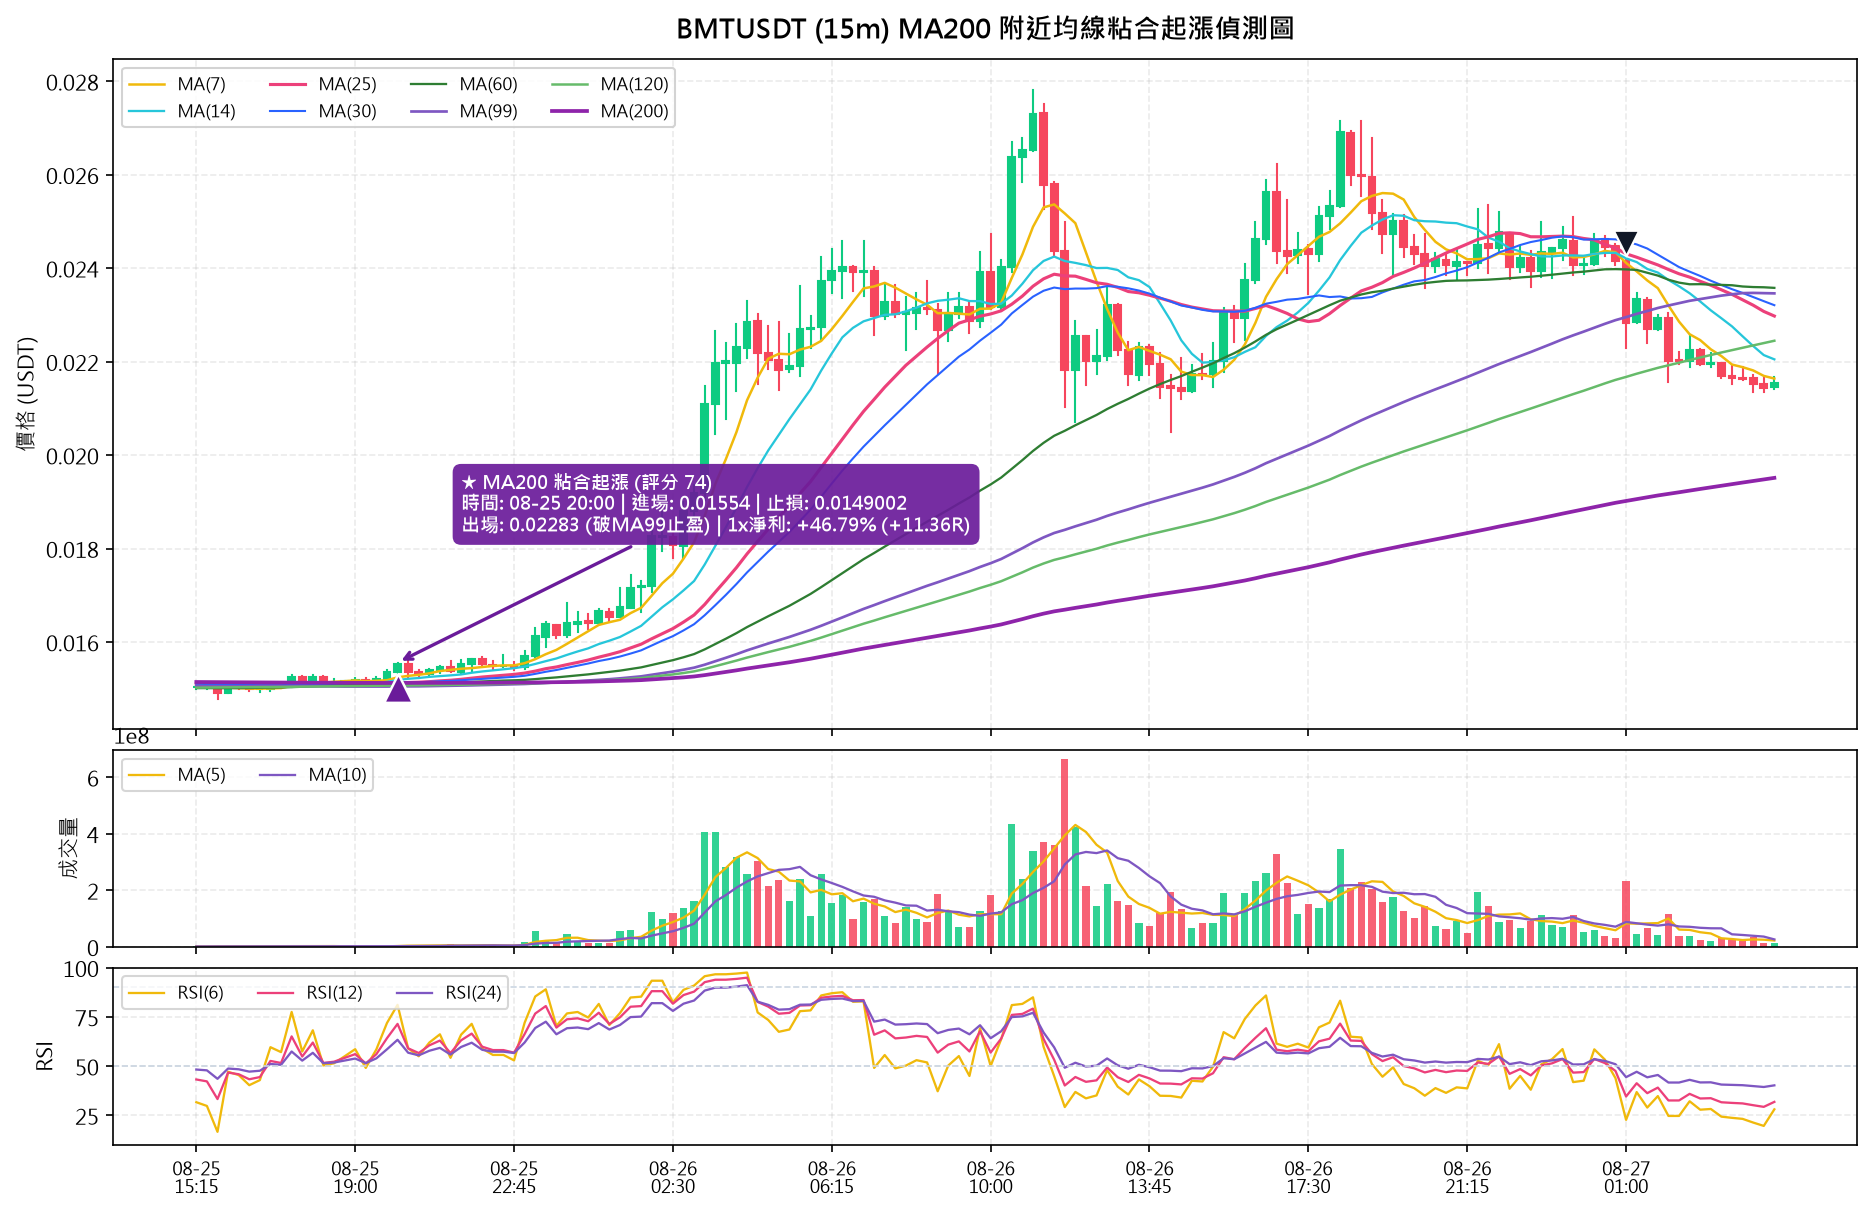 BMTUSDT (15m) MA200 附近均線粘合起漲偵測圖
MA(7) MA(25) MA(60) MA(120)
MA(14) MA(30) MA(99) MA(200)
0.028
0.026
0.024
0.022
0.020
0.018
0.016
價格 (USDT)
★ MA200 粘合起漲 (評分 74)
時間: 08-25 20:00 | 進場: 0.01554 | 止損: 0.0149002
出場: 0.02283 (破MA99止盈) | 1x淨利: +46.79% (+11.36R)
1e8
MA(5) MA(10)
6
4
2
0
成交量
RSI(6) RSI(12) RSI(24)
100
75
50
25
RSI
08-25 08-25 08-25 08-26 08-26 08-26 08-26 08-26 08-26 08-27
15:15 19:00 22:45 02:30 06:15 10:00 13:45 17:30 21:15 01:00